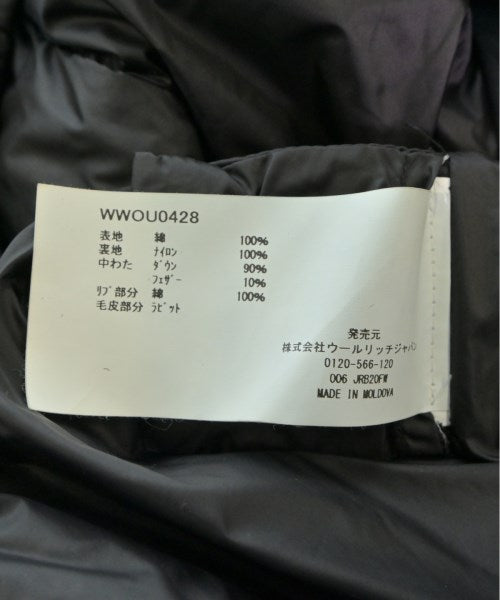 WWOU0428
表地 綿 100%
裏地 ナイロン 100%
中わた ダウン 90%
フェザー 10%
リブ部分 綿 100%
毛皮部分 ラビット
発売元
株式会社ウールリッチジャパン
0120-566-120
006 JRB20FW
MADE IN MOLDOVA